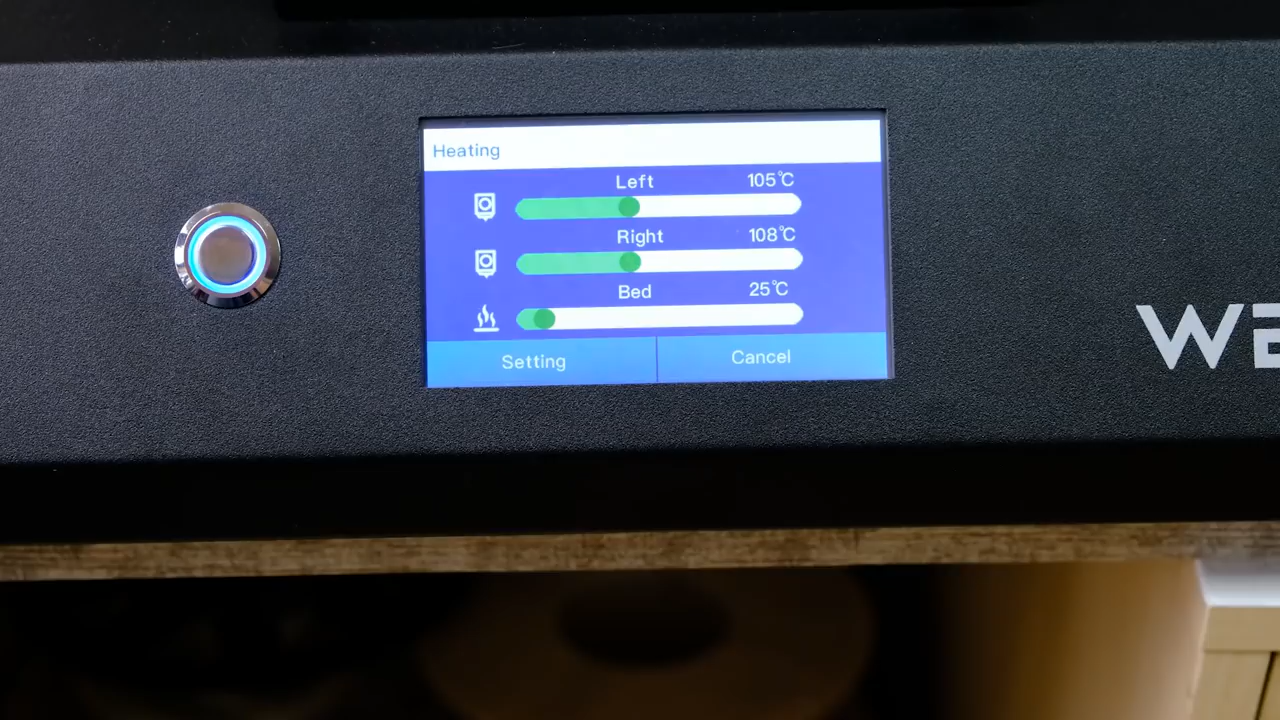 Heating
Left 105℃
Right 108℃
Bed 25℃
Setting Cancel